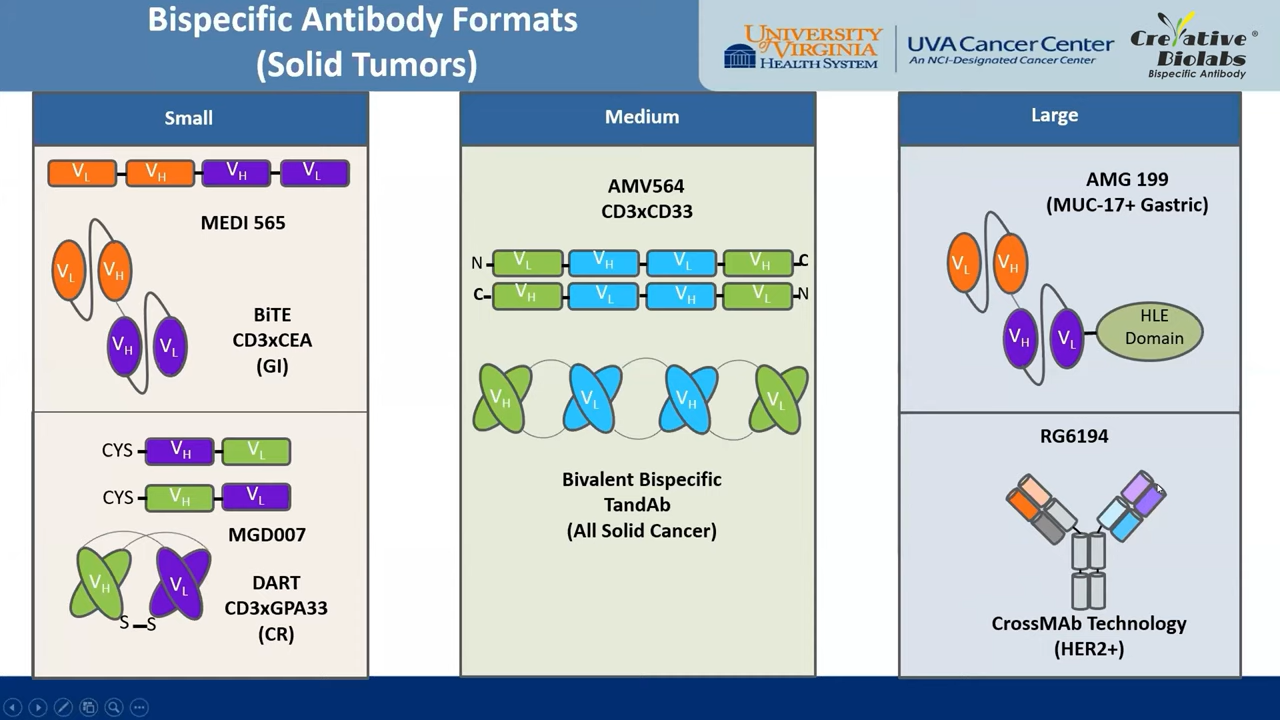 Bispecific Antibody Formats
(Solid Tumors)
UNIVERSITY
of VIRGINIA
HEALTH SYSTEM
UVA Cancer Center
An NCI-Designated Cancer Center
Creative Biolabs®
Bispecific Antibody
Small
VL VH VH VL
MEDI 565
VL VH
VH VL
BiTE
CD3xCEA
(GI)
CYS VH VL
CYS VH VL
MGD007
VH VL
S S
DART
CD3xGPA33
(CR)
Medium
AMV564
CD3xCD33
N VL VH VL VH C
C VH VL VH VL N
VH VL VH VL
Bivalent Bispecific
TandAb
(All Solid Cancer)
Large
AMG 199
(MUC-17+ Gastric)
VL VH
VH VL
HLE
Domain
RG6194
CrossMAb Technology
(HER2+)